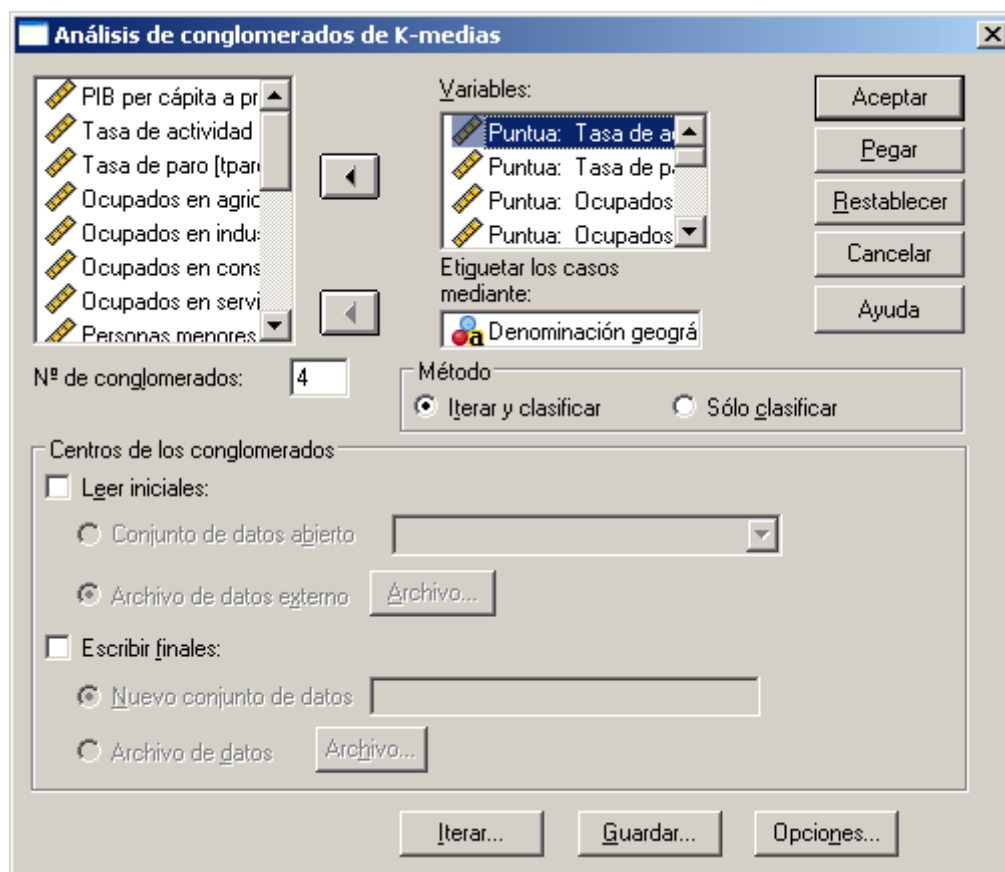 Análisis de conglomerados de K-medias
PIB per cápita a pr
Tasa de actividad
Tasa de paro [tparo
Ocupados en agric
Ocupados en indu
Ocupados en cons
Ocupados en servi
Personas menores
Variables:
Puntua: Tasa de a
Puntua: Tasa de p
Puntua: Ocupados
Puntua: Ocupados
Etiquetar los casos
mediante:
Denominación geográ
Aceptar
Pegar
Restablecer
Cancelar
Ayuda
Nº de conglomerados: 4
Método
Iterar y clasificar
Sólo clasificar
Centros de los conglomerados
Leer iniciales:
Conjunto de datos abierto
Archivo de datos externo
Archivo...
Escribir finales:
Nuevo conjunto de datos
Archivo de datos
Archivo...
Iterar...
Guardar...
Opciones...